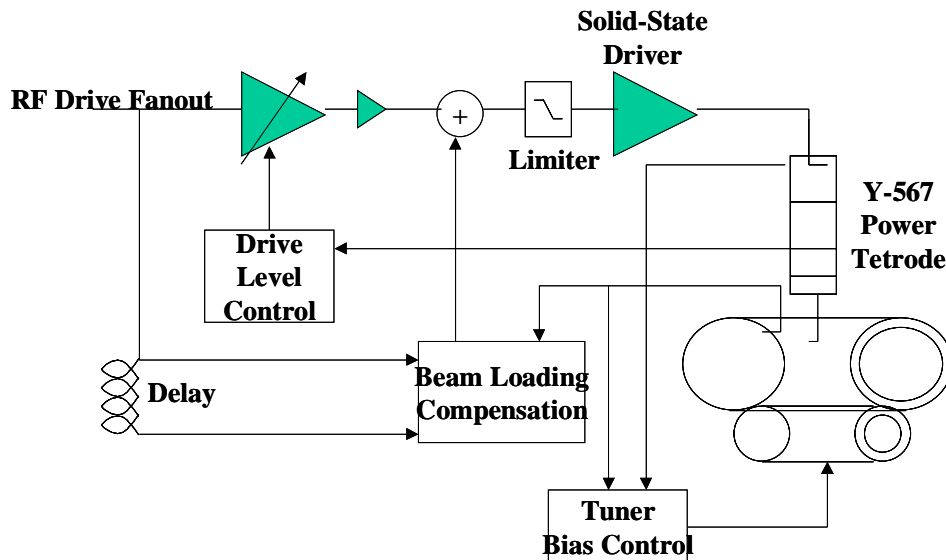 Solid-State
Driver
RF Drive Fanout
+
Limiter
Y-567
Power
Tetrode
Drive
Level
Control
Delay
Beam Loading
Compensation
Tuner
Bias Control